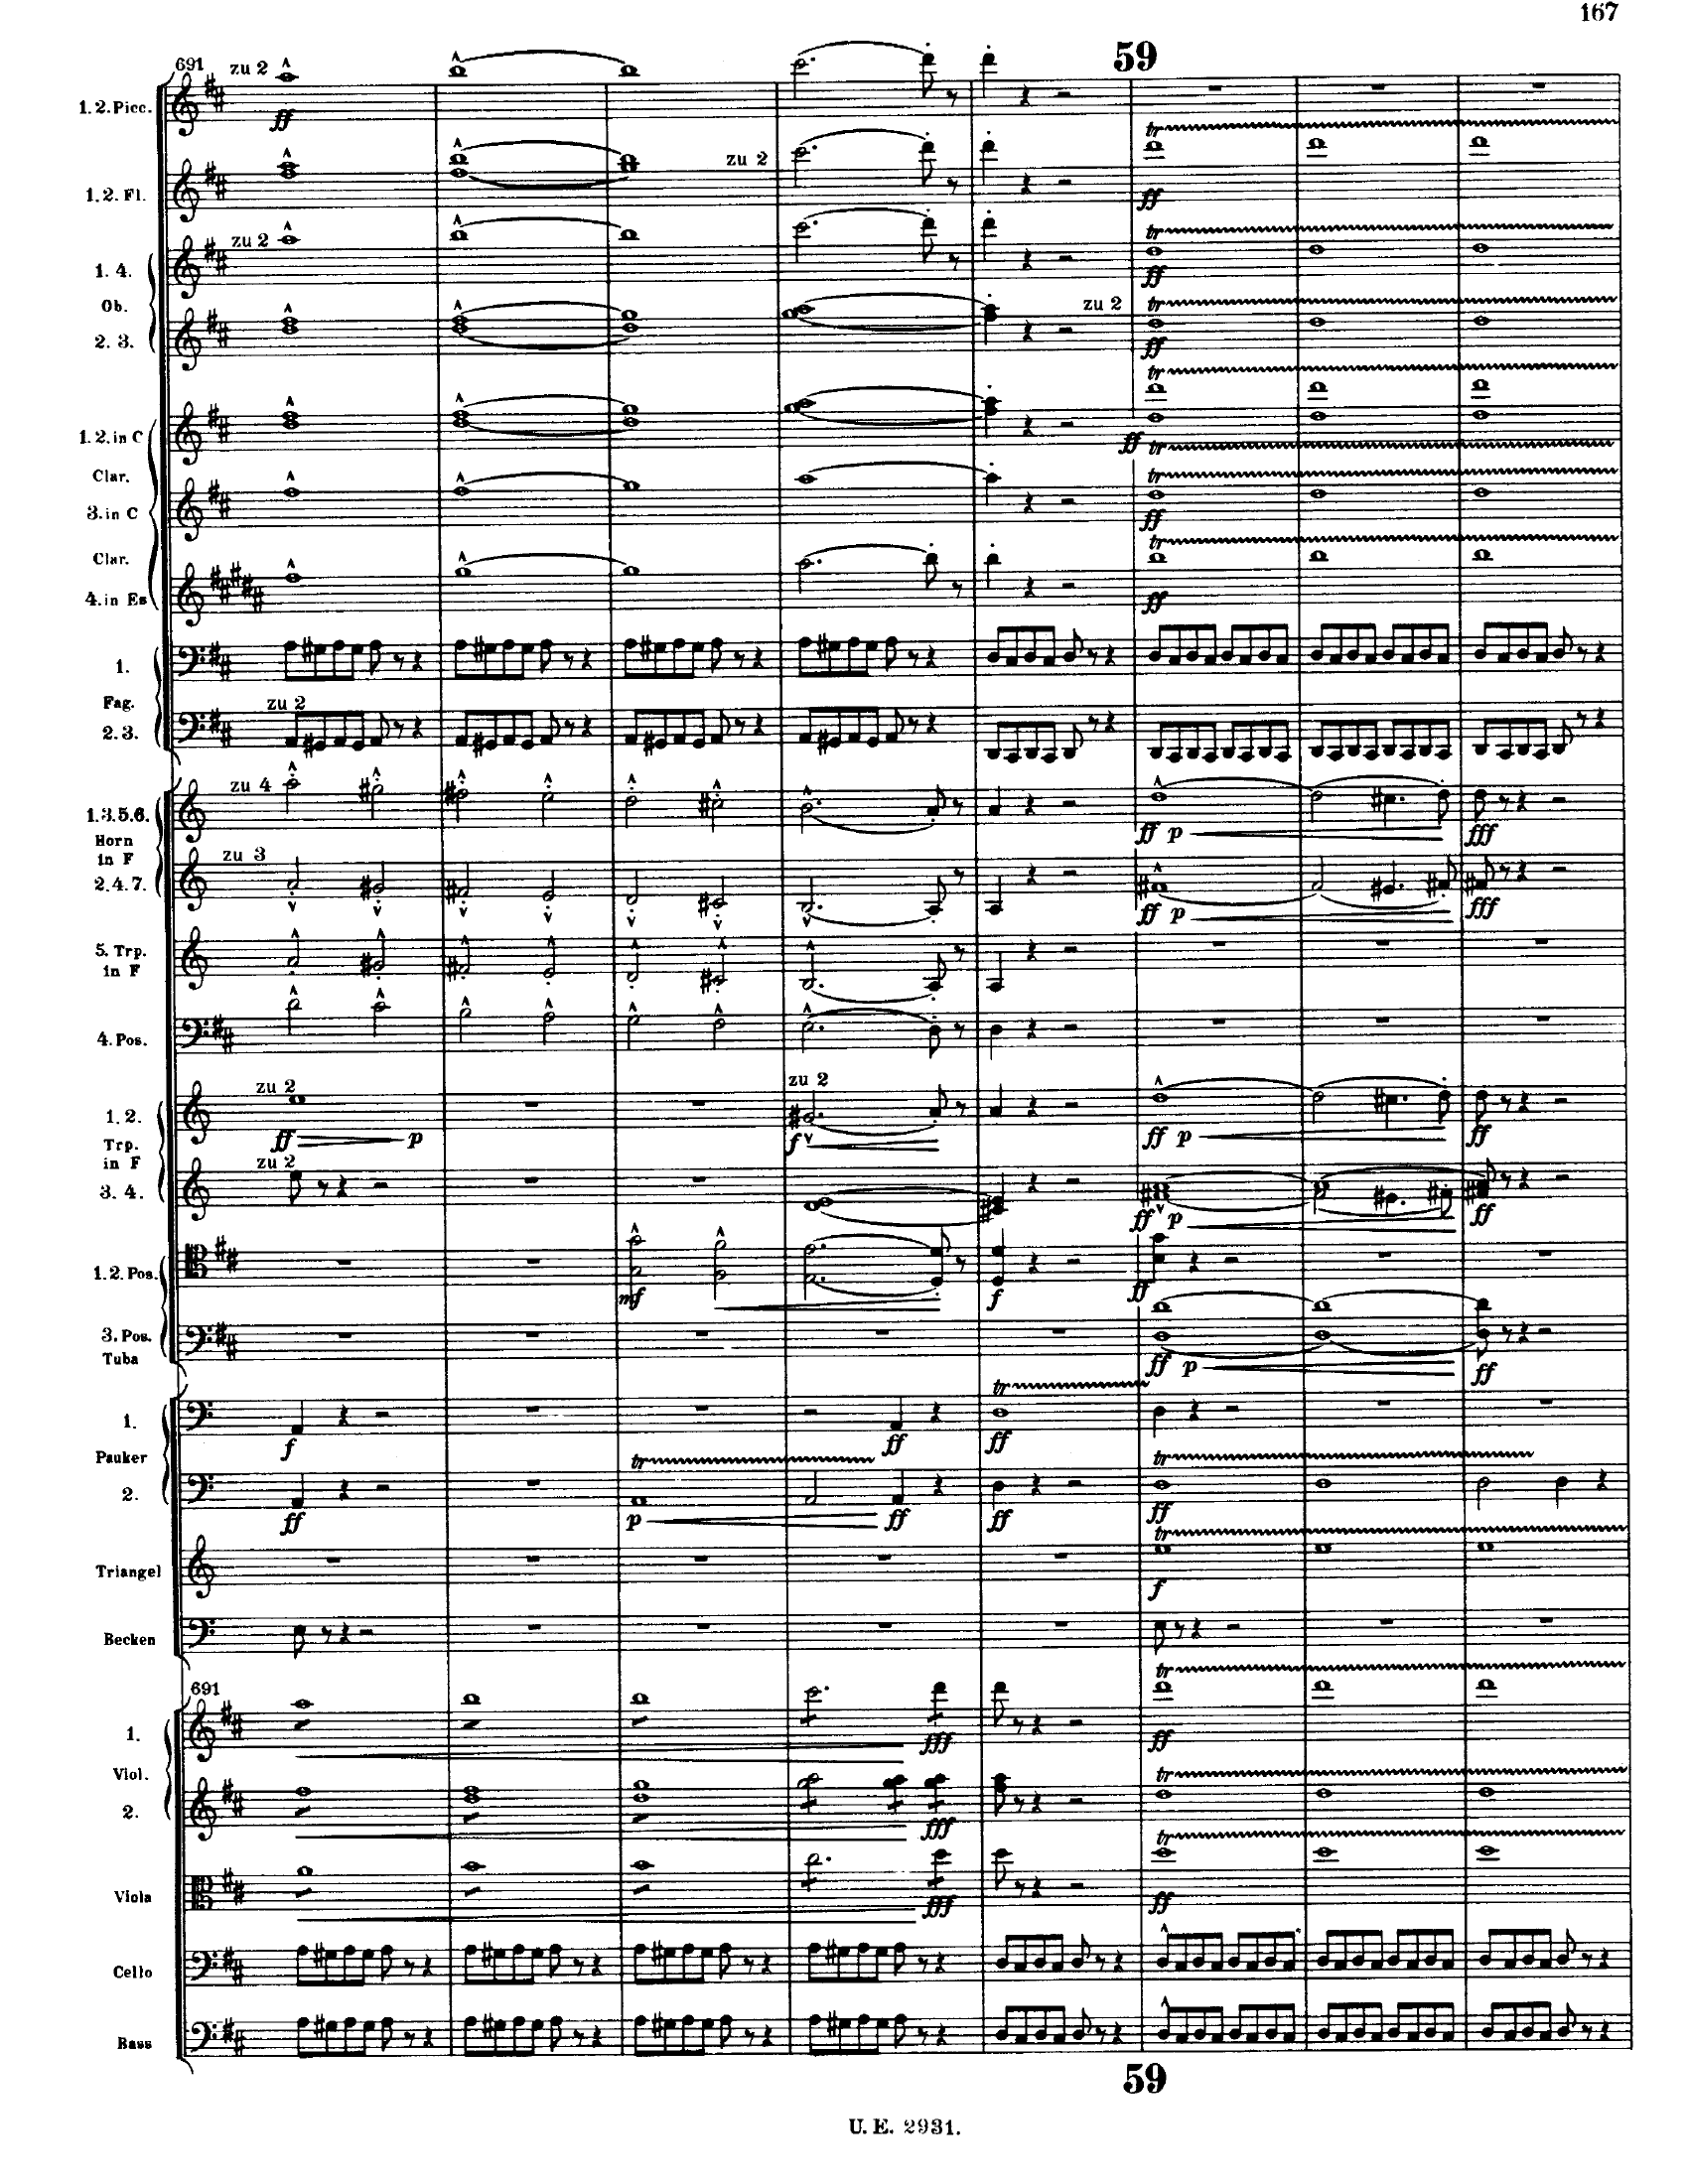 167
59
691
zu 2
1. 2. Picc.
ff
1. 2. Fl.
zu 2
ff
zu 2
1. 4.
ff
Ob.
zu 2
2. 3.
ff
1. 2. in C
ff
Clar.
3. in C
ff
Clar.
4. in Es
ff
1.
Fag.
zu 2
2. 3.
zu 4
1. 3. 5. 6.
ff p fff
Horn
in F
zu 3
2. 4. 7.
ff p fff
5. Trp.
in F
4. Pos.
zu 2 zu 2
1. 2.
ff p f ff p ff
Trp.
in F
zu 2
3. 4.
ff p ff
1. 2. Pos.
mf f ff
3. Pos.
Tuba
ff p ff
tr
1.
f ff ff
Pauker
tr tr
2.
ff p ff ff ff
tr
Triangel
f
Becken
691
tr
1.
fff ff
Viol.
tr
2.
fff
tr
Viola
fff ff
Cello
Bass
59
U. E. 2931.